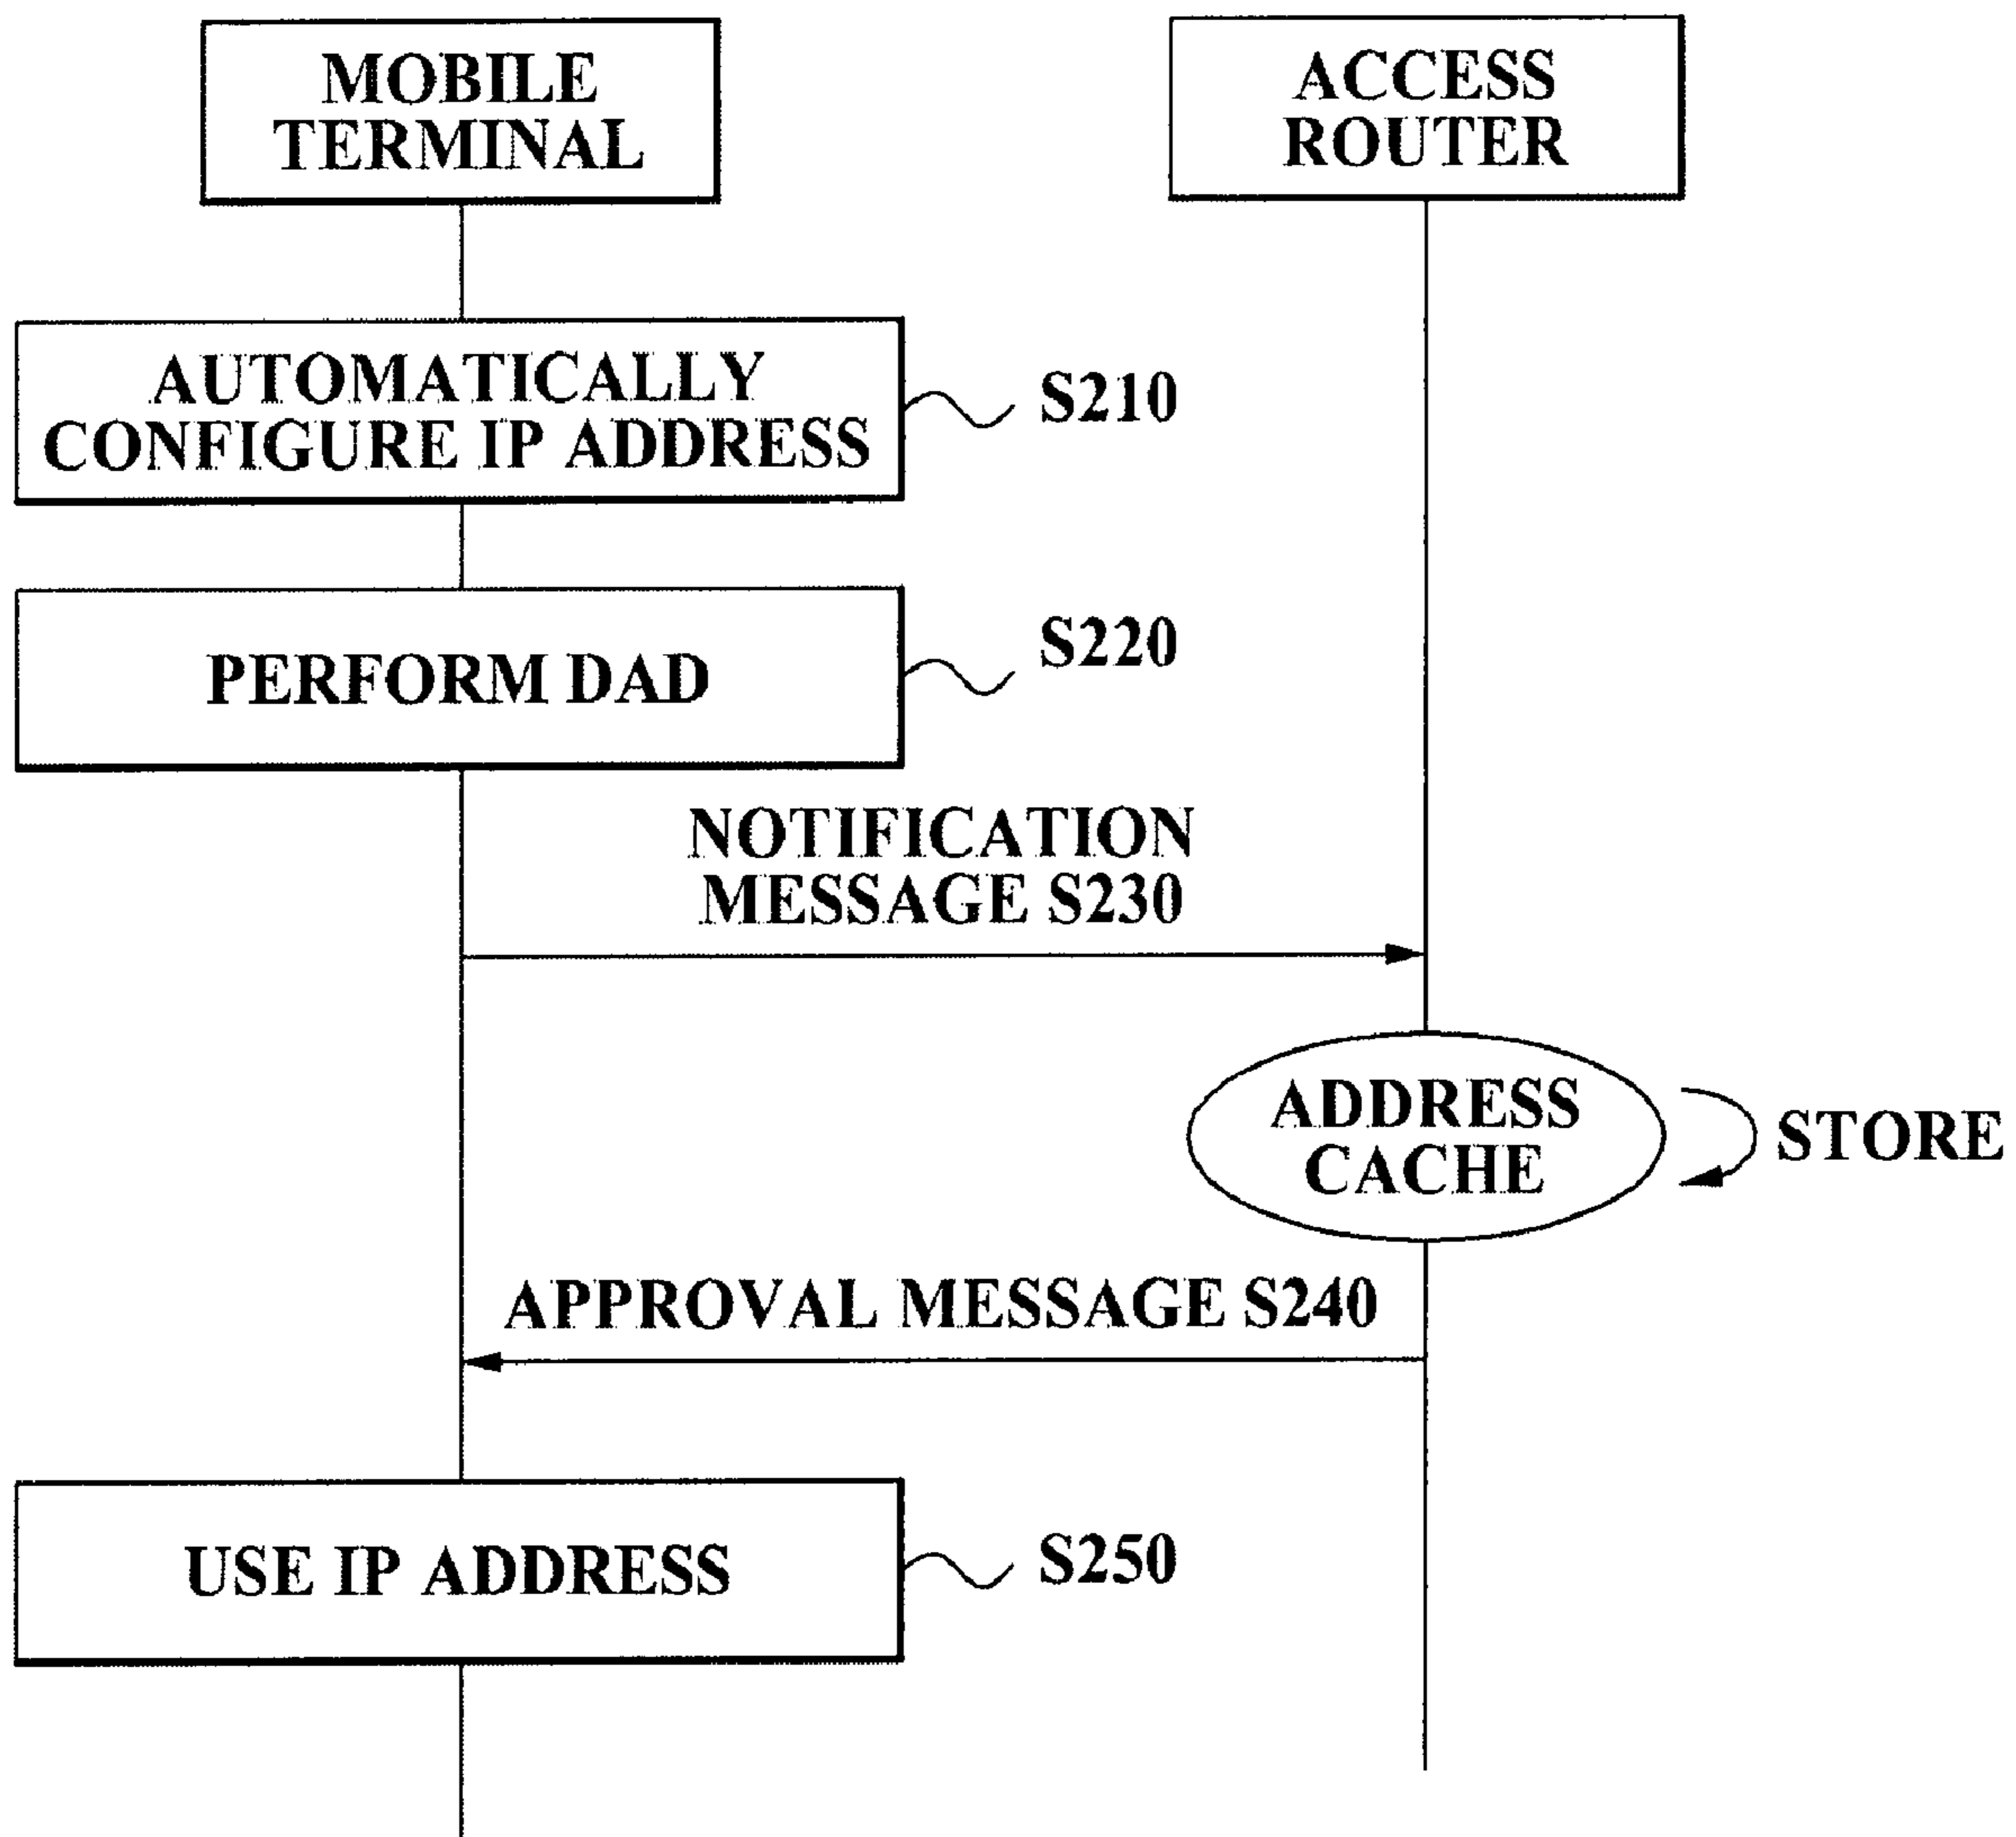 MOBILE
TERMINAL
ACCESS
ROUTER
AUTOMATICALLY
CONFIGURE IP ADDRESS
S210
PERFORM DAD
S220
NOTIFICATION
MESSAGE S230
ADDRESS
CACHE
STORE
APPROVAL MESSAGE S240
USE IP ADDRESS
S250